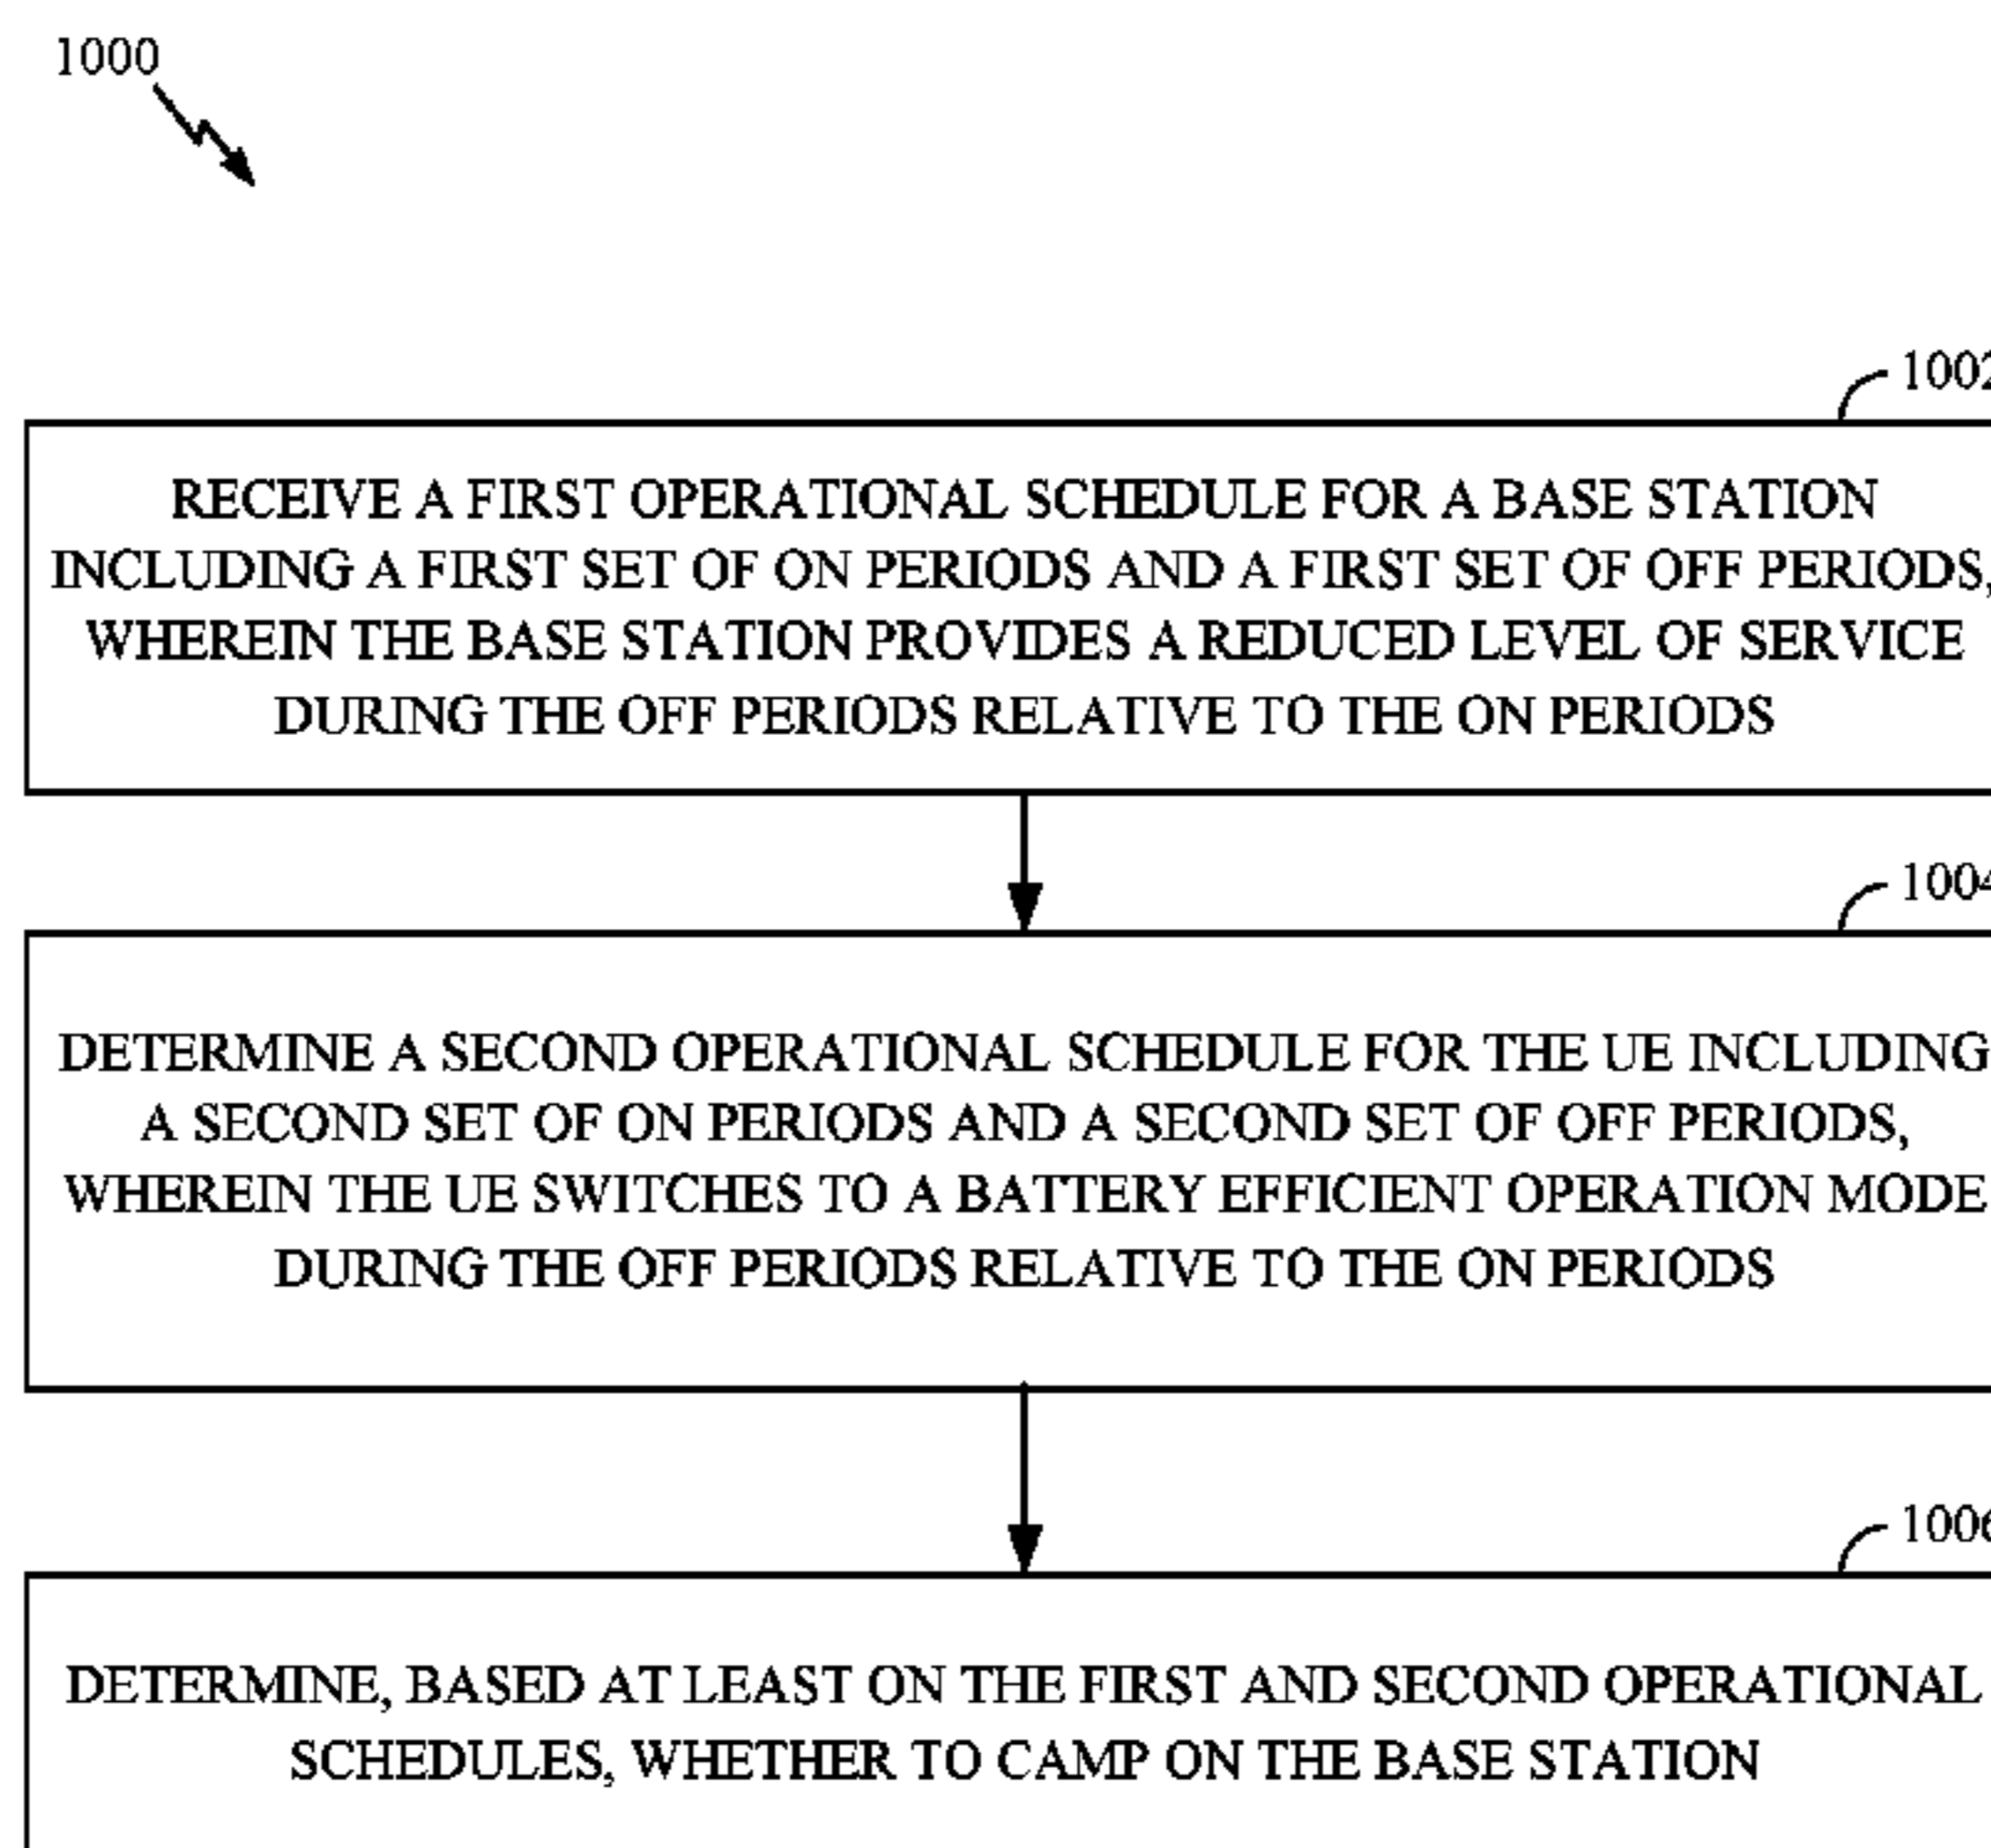 1000
1002
RECEIVE A FIRST OPERATIONAL SCHEDULE FOR A BASE STATION
INCLUDING A FIRST SET OF ON PERIODS AND A FIRST SET OF OFF PERIODS,
WHEREIN THE BASE STATION PROVIDES A REDUCED LEVEL OF SERVICE
DURING THE OFF PERIODS RELATIVE TO THE ON PERIODS
1004
DETERMINE A SECOND OPERATIONAL SCHEDULE FOR THE UE INCLUDING
A SECOND SET OF ON PERIODS AND A SECOND SET OF OFF PERIODS,
WHEREIN THE UE SWITCHES TO A BATTERY EFFICIENT OPERATION MODE
DURING THE OFF PERIODS RELATIVE TO THE ON PERIODS
1006
DETERMINE, BASED AT LEAST ON THE FIRST AND SECOND OPERATIONAL
SCHEDULES, WHETHER TO CAMP ON THE BASE STATION